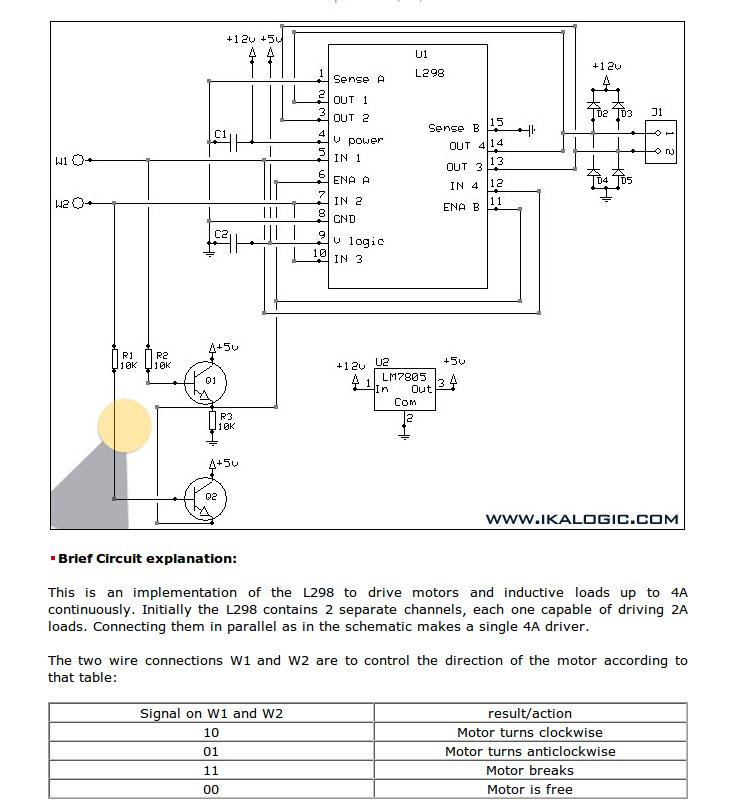 +12v +5v
U1
L298
1 Sense A
2 OUT 1
3 OUT 2
4 V power
5 IN 1
6 ENA A
7 IN 2
8 GND
9 V logic
10 IN 3
Sense B 15
OUT 4 14
OUT 3 13
IN 4 12
ENA B 11
C1
C2
W1
W2
+12v
D2 D3
D4 D5
J1
1
2
R1
10K
R2
10K
+5v
Q1
R3
10K
+5v
Q2
+12v U2 +5v
LM7805
1 In Out 3
Com
2
WWW.IKALOGIC.COM
Brief Circuit explanation:
This is an implementation of the L298 to drive motors and inductive loads up to 4A
continuously. Initially the L298 contains 2 separate channels, each one capable of driving 2A
loads. Connecting them in parallel as in the schematic makes a single 4A driver.
The two wire connections W1 and W2 are to control the direction of the motor according to
that table:
Signal on W1 and W2 result/action
10 Motor turns clockwise
01 Motor turns anticlockwise
11 Motor breaks
00 Motor is free